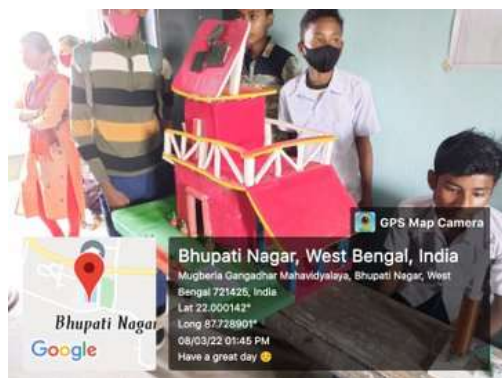 GPS Map Camera
Bhupati Nagar, West Bengal, India
Mugberia Gangadhar Mahavidyalaya, Bhupati Nagar, West
Bengal 721425, India
Lat 22.000142°
Long 87.728901°
08/03/22 01:45 PM
Have a great day 😊
Bhupati Nagar
Google